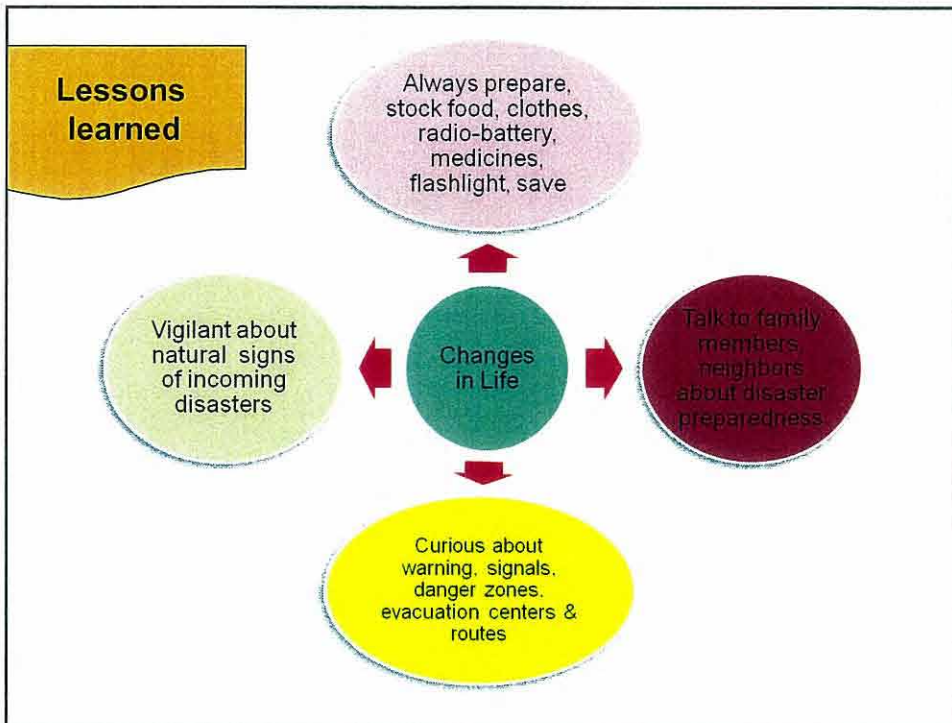 Lessons
learned
Always prepare,
stock food, clothes,
radio-battery,
medicines,
flashlight, save
Vigilant about
natural signs
of incoming
disasters
Changes
in Life
Talk to family
members,
neighbors
about disaster
preparedness
Curious about
warning, signals,
danger zones,
evacuation centers &
routes